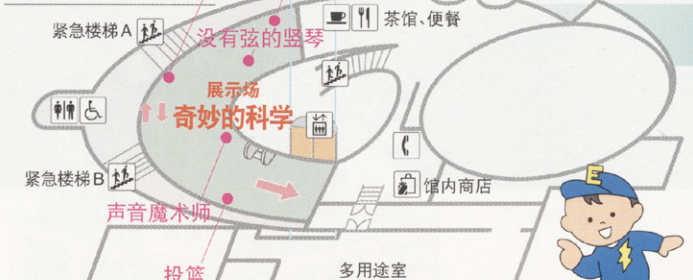 紧急楼梯A
茶馆、便餐
没有弦的竖琴
展示场
奇妙的科学
紧急楼梯B
馆内商店
声音魔术师
投篮
多用途室
E